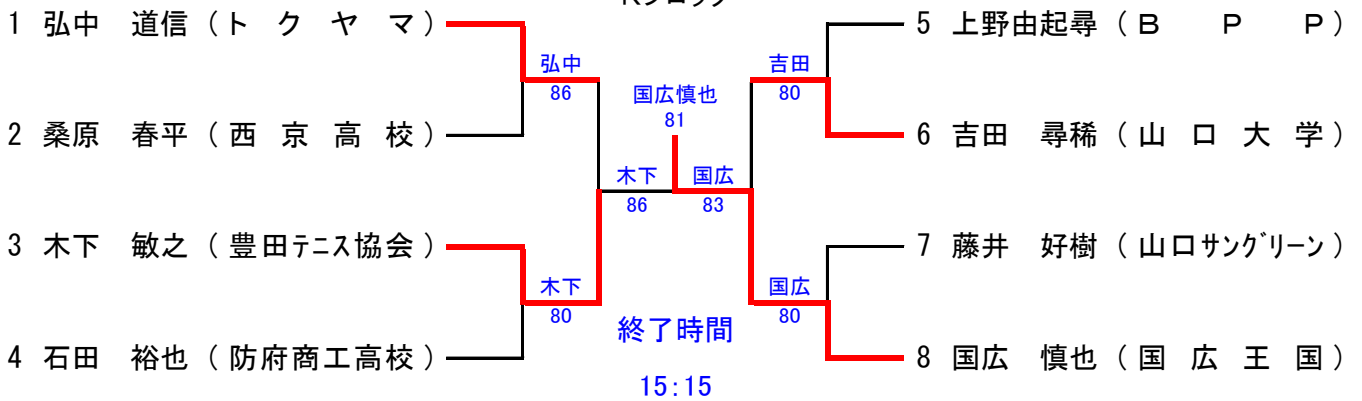 1 弘中 道信（ト ク ヤ マ）
5 上野由起尋（Ｂ Ｐ Ｐ）
弘中
86
吉田
80
国広慎也
81
2 桑原 春平（西 京 高 校）
6 吉田 尋稀（山 口 大 学）
木下
86
国広
83
3 木下 敏之（豊田テニス協会）
7 藤井 好樹（山口サングリーン）
木下
80
国広
80
終了時間
4 石田 裕也（防府商工高校）
8 国広 慎也（国 広 王 国）
15:15